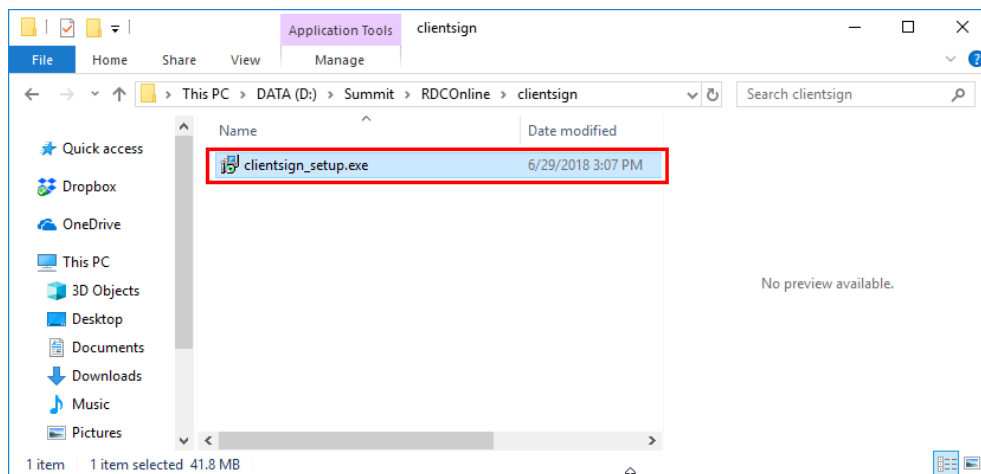 Application Tools clientsign
File Home Share View Manage
This PC > DATA (D:) > Summit > RDCOnline > clientsign Search clientsign
Name Date modified
Quick access
clientsign_setup.exe 6/29/2018 3:07 PM
Dropbox
OneDrive
This PC
3D Objects
No preview available.
Desktop
Documents
Downloads
Music
Pictures
1 item 1 item selected 41.8 MB